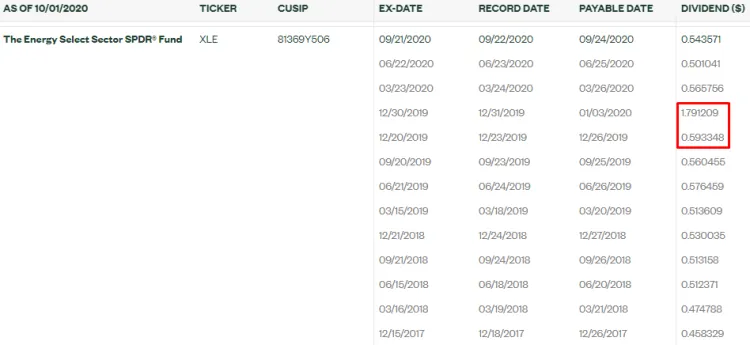 AS OF 10/01/2020 TICKER CUSIP EX-DATE RECORD DATE PAYABLE DATE DIVIDEND ($)
The Energy Select Sector SPDR® Fund XLE 81369Y506 09/21/2020 09/22/2020 09/24/2020 0.543571
06/22/2020 06/23/2020 06/25/2020 0.501041
03/23/2020 03/24/2020 03/26/2020 0.565756
12/30/2019 12/31/2019 01/03/2020 1.791209
12/20/2019 12/23/2019 12/26/2019 0.593348
09/20/2019 09/23/2019 09/25/2019 0.560455
06/21/2019 06/24/2019 06/26/2019 0.576459
03/15/2019 03/18/2019 03/20/2019 0.513609
12/21/2018 12/24/2018 12/27/2018 0.530035
09/21/2018 09/24/2018 09/26/2018 0.513158
06/15/2018 06/18/2018 06/20/2018 0.512371
03/16/2018 03/19/2018 03/21/2018 0.474788
12/15/2017 12/18/2017 12/26/2017 0.458329